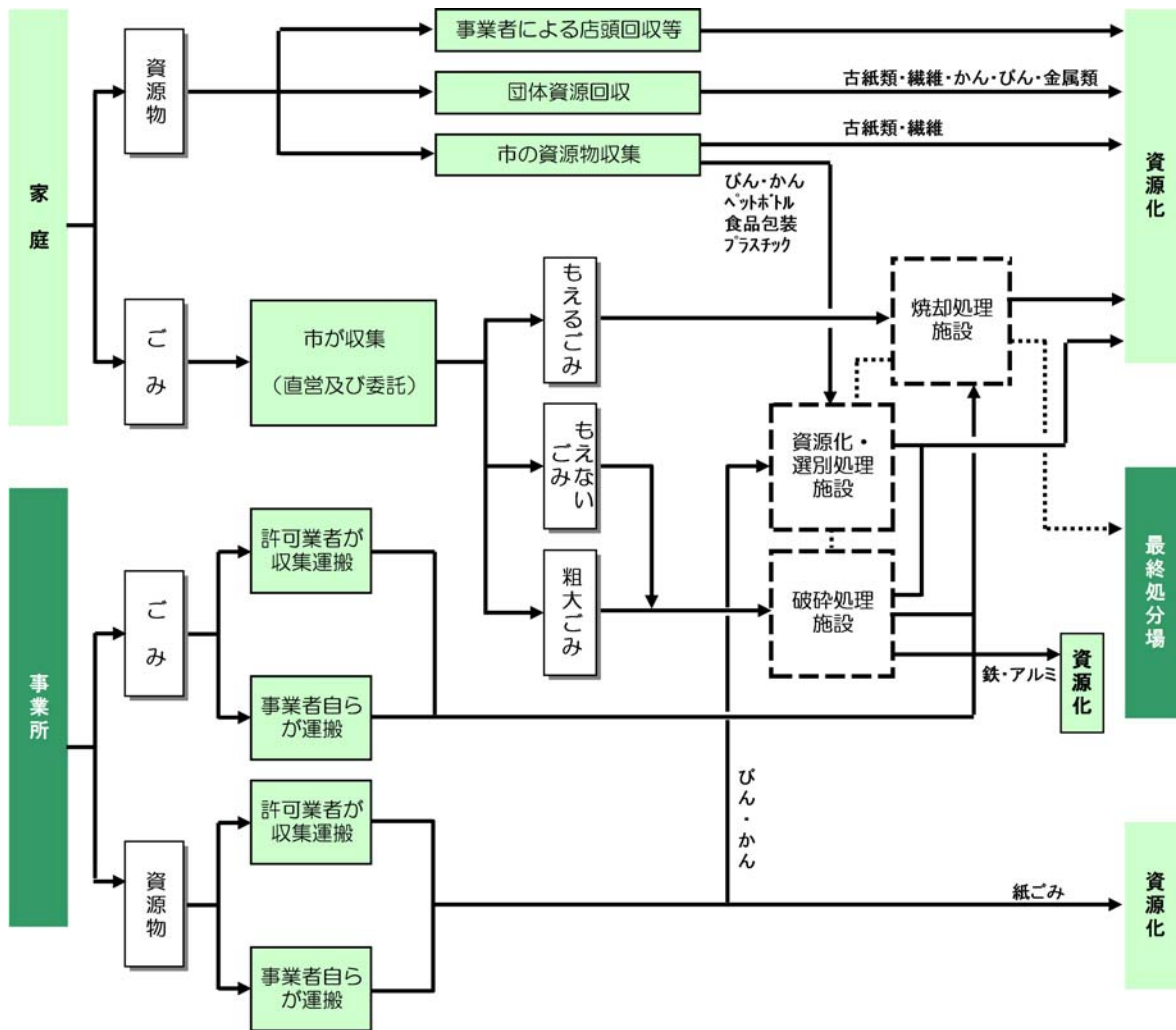 家庭
資源物
事業者による店頭回収等
団体資源回収
古紙類・繊維・かん・びん・金属類
市の資源物収集
古紙類・繊維
びん・かん
ペットボトル
食品包装
プラスチック
資源化
ごみ
市が収集
（直営及び委託）
もえるごみ
もえない
ごみ
粗大ごみ
焼却処理
施設
資源化・
選別処理
施設
破砕処理
施設
鉄・アルミ
資源化
最終処分場
事業所
ごみ
許可業者が
収集運搬
事業者自ら
が運搬
資源物
許可業者が
収集運搬
事業者自ら
が運搬
びん・かん
紙ごみ
資源化